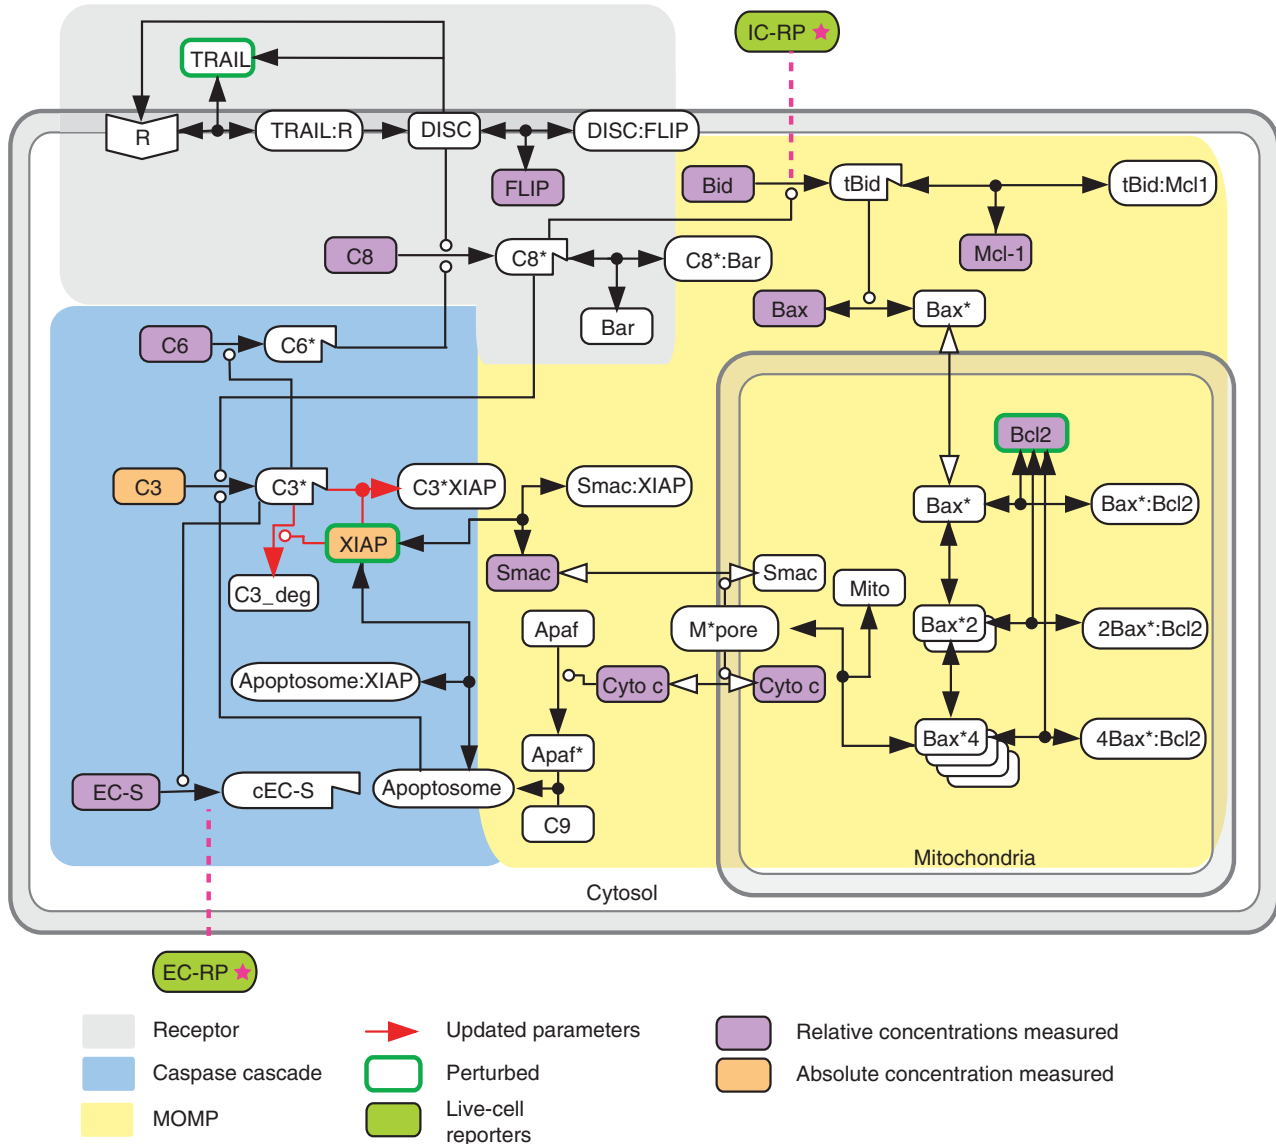 IC-RP
TRAIL
R
TRAIL:R
DISC
DISC:FLIP
FLIP
Bid
tBid
tBid:Mcl1
Mcl-1
C8
C8*
C8*:Bar
Bar
Bax
Bax*
C6
C6*
Bcl2
C3
C3*
C3*XIAP
Smac:XIAP
Bax*
Bax*:Bcl2
XIAP
C3_deg
Smac
Smac
Mito
Apaf
M*pore
Bax*2
2Bax*:Bcl2
Apoptosome:XIAP
Cyto c
Cyto c
Apaf*
Bax*4
4Bax*:Bcl2
EC-S
cEC-S
Apoptosome
C9
Mitochondria
Cytosol
EC-RP
Receptor
Caspase cascade
MOMP
Updated parameters
Perturbed
Live-cell
reporters
Relative concentrations measured
Absolute concentration measured